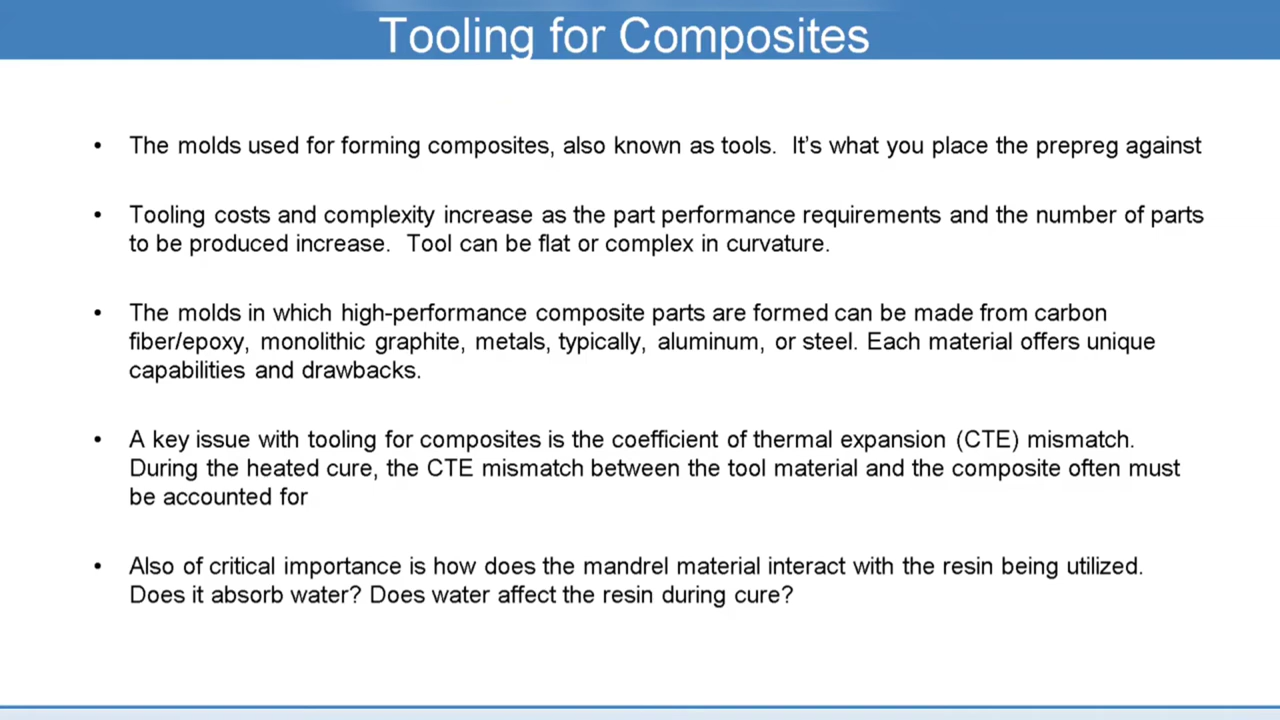 Tooling for Composites
• The molds used for forming composites, also known as tools.  It’s what you place the prepreg against
• Tooling costs and complexity increase as the part performance requirements and the number of parts
to be produced increase.  Tool can be flat or complex in curvature.
• The molds in which high-performance composite parts are formed can be made from carbon
fiber/epoxy, monolithic graphite, metals, typically, aluminum, or steel. Each material offers unique
capabilities and drawbacks.
• A key issue with tooling for composites is the coefficient of thermal expansion (CTE) mismatch.
During the heated cure, the CTE mismatch between the tool material and the composite often must
be accounted for
• Also of critical importance is how does the mandrel material interact with the resin being utilized.
Does it absorb water? Does water affect the resin during cure?